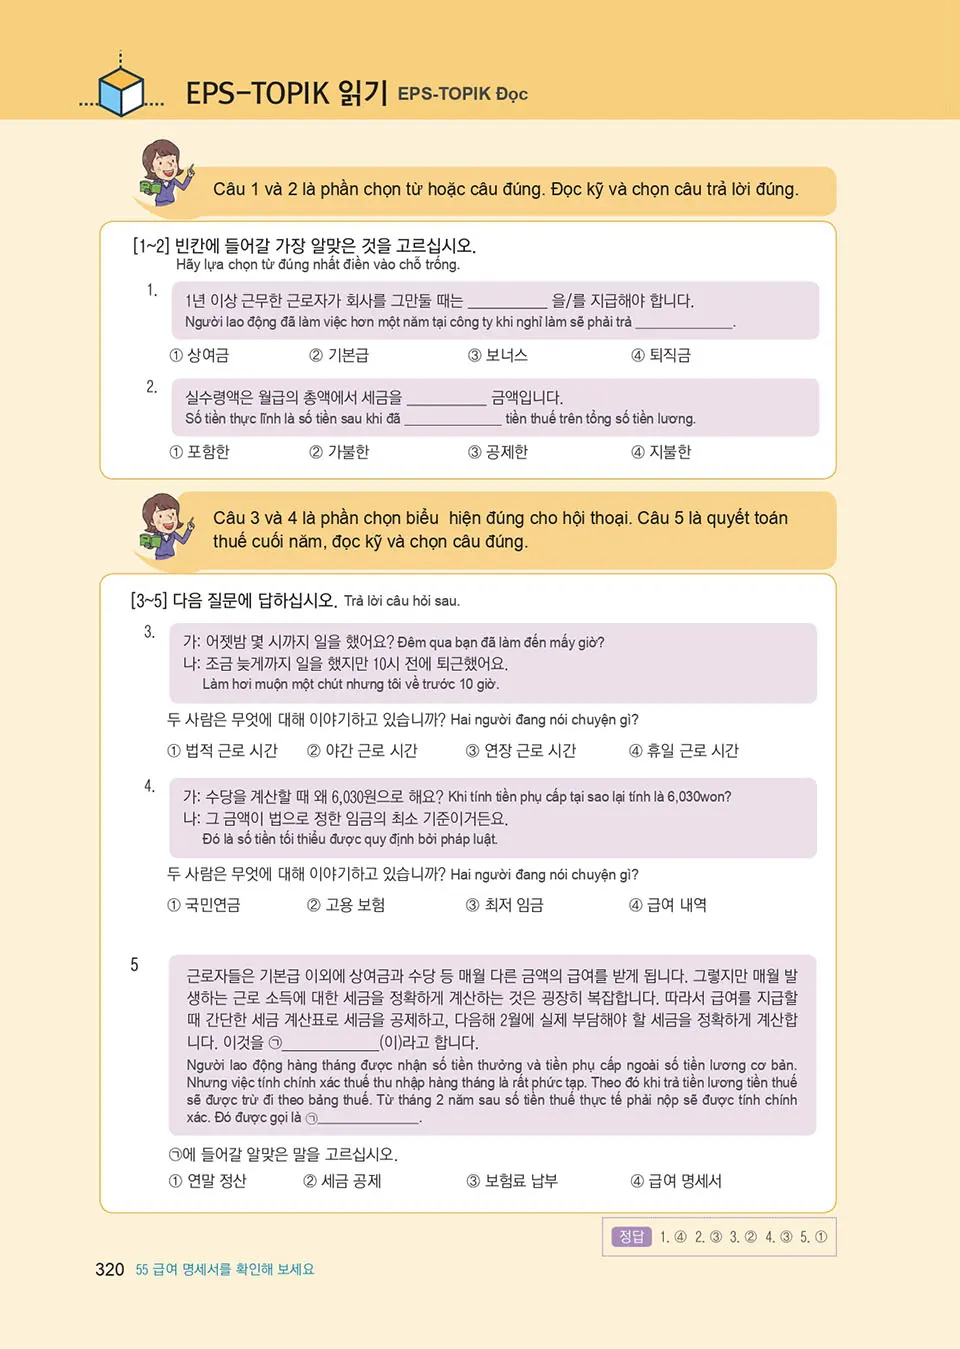 EPS-TOPIK 읽기 EPS-TOPIK Đọc
Câu 1 và 2 là phần chọn từ hoặc câu đúng. Đọc kỹ và chọn câu trả lời đúng.
[1~2] 빈칸에 들어갈 가장 알맞은 것을 고르십시오.
Hãy lựa chọn từ đúng nhất điền vào chỗ trống.
1.
1년 이상 근무한 근로자가 회사를 그만둘 때는 __________ 을/를 지급해야 합니다.
Người lao động đã làm việc hơn một năm tại công ty khi nghỉ làm sẽ phải trả ______________.
① 상여금 ② 기본급 ③ 보너스 ④ 퇴직금
2.
실수령액은 월급의 총액에서 세금을 __________ 금액입니다.
Số tiền thực lĩnh là số tiền sau khi đã ______________ tiền thuế trên tổng số tiền lương.
① 포함한 ② 가불한 ③ 공제한 ④ 지불한
Câu 3 và 4 là phần chọn biểu hiện đúng cho hội thoại. Câu 5 là quyết toán
thuế cuối năm, đọc kỹ và chọn câu đúng.
[3~5] 다음 질문에 답하십시오. Trả lời câu hỏi sau.
3.
가: 어젯밤 몇 시까지 일을 했어요? Đêm qua bạn đã làm đến mấy giờ?
나: 조금 늦게까지 일을 했지만 10시 전에 퇴근했어요.
Làm hơi muộn một chút nhưng tôi về trước 10 giờ.
두 사람은 무엇에 대해 이야기하고 있습니까? Hai người đang nói chuyện gì?
① 법적 근로 시간 ② 야간 근로 시간 ③ 연장 근로 시간 ④ 휴일 근로 시간
4.
가: 수당을 계산할 때 왜 6,030원으로 해요? Khi tính tiền phụ cấp tại sao lại tính là 6,030won?
나: 그 금액이 법으로 정한 임금의 최소 기준이거든요.
Đó là số tiền tối thiểu được quy định bởi pháp luật.
두 사람은 무엇에 대해 이야기하고 있습니까? Hai người đang nói chuyện gì?
① 국민연금 ② 고용 보험 ③ 최저 임금 ④ 급여 내역
5
근로자들은 기본급 이외에 상여금과 수당 등 매월 다른 금액의 급여를 받게 됩니다. 그렇지만 매월 발
생하는 근로 소득에 대한 세금을 정확하게 계산하는 것은 굉장히 복잡합니다. 따라서 급여를 지급할
때 간단한 세금 계산표로 세금을 공제하고, 다음해 2월에 실제 부담해야 할 세금을 정확하게 계산합
니다. 이것을 ㉠____________(이)라고 합니다.
Người lao động hàng tháng được nhận số tiền thưởng và tiền phụ cấp ngoài số tiền lương cơ bản.
Nhưng việc tính chính xác thuế thu nhập hàng tháng là rất phức tạp. Theo đó khi trả tiền lương tiền thuế
sẽ được trừ đi theo bảng thuế. Từ tháng 2 năm sau số tiền thuế thực tế phải nộp sẽ được tính chính
xác. Đó được gọi là ㉠______________.
㉠에 들어갈 알맞은 말을 고르십시오.
① 연말 정산 ② 세금 공제 ③ 보험료 납부 ④ 급여 명세서
정답 1. ④ 2. ③ 3. ② 4. ③ 5. ①
320 55 급여 명세서를 확인해 보세요